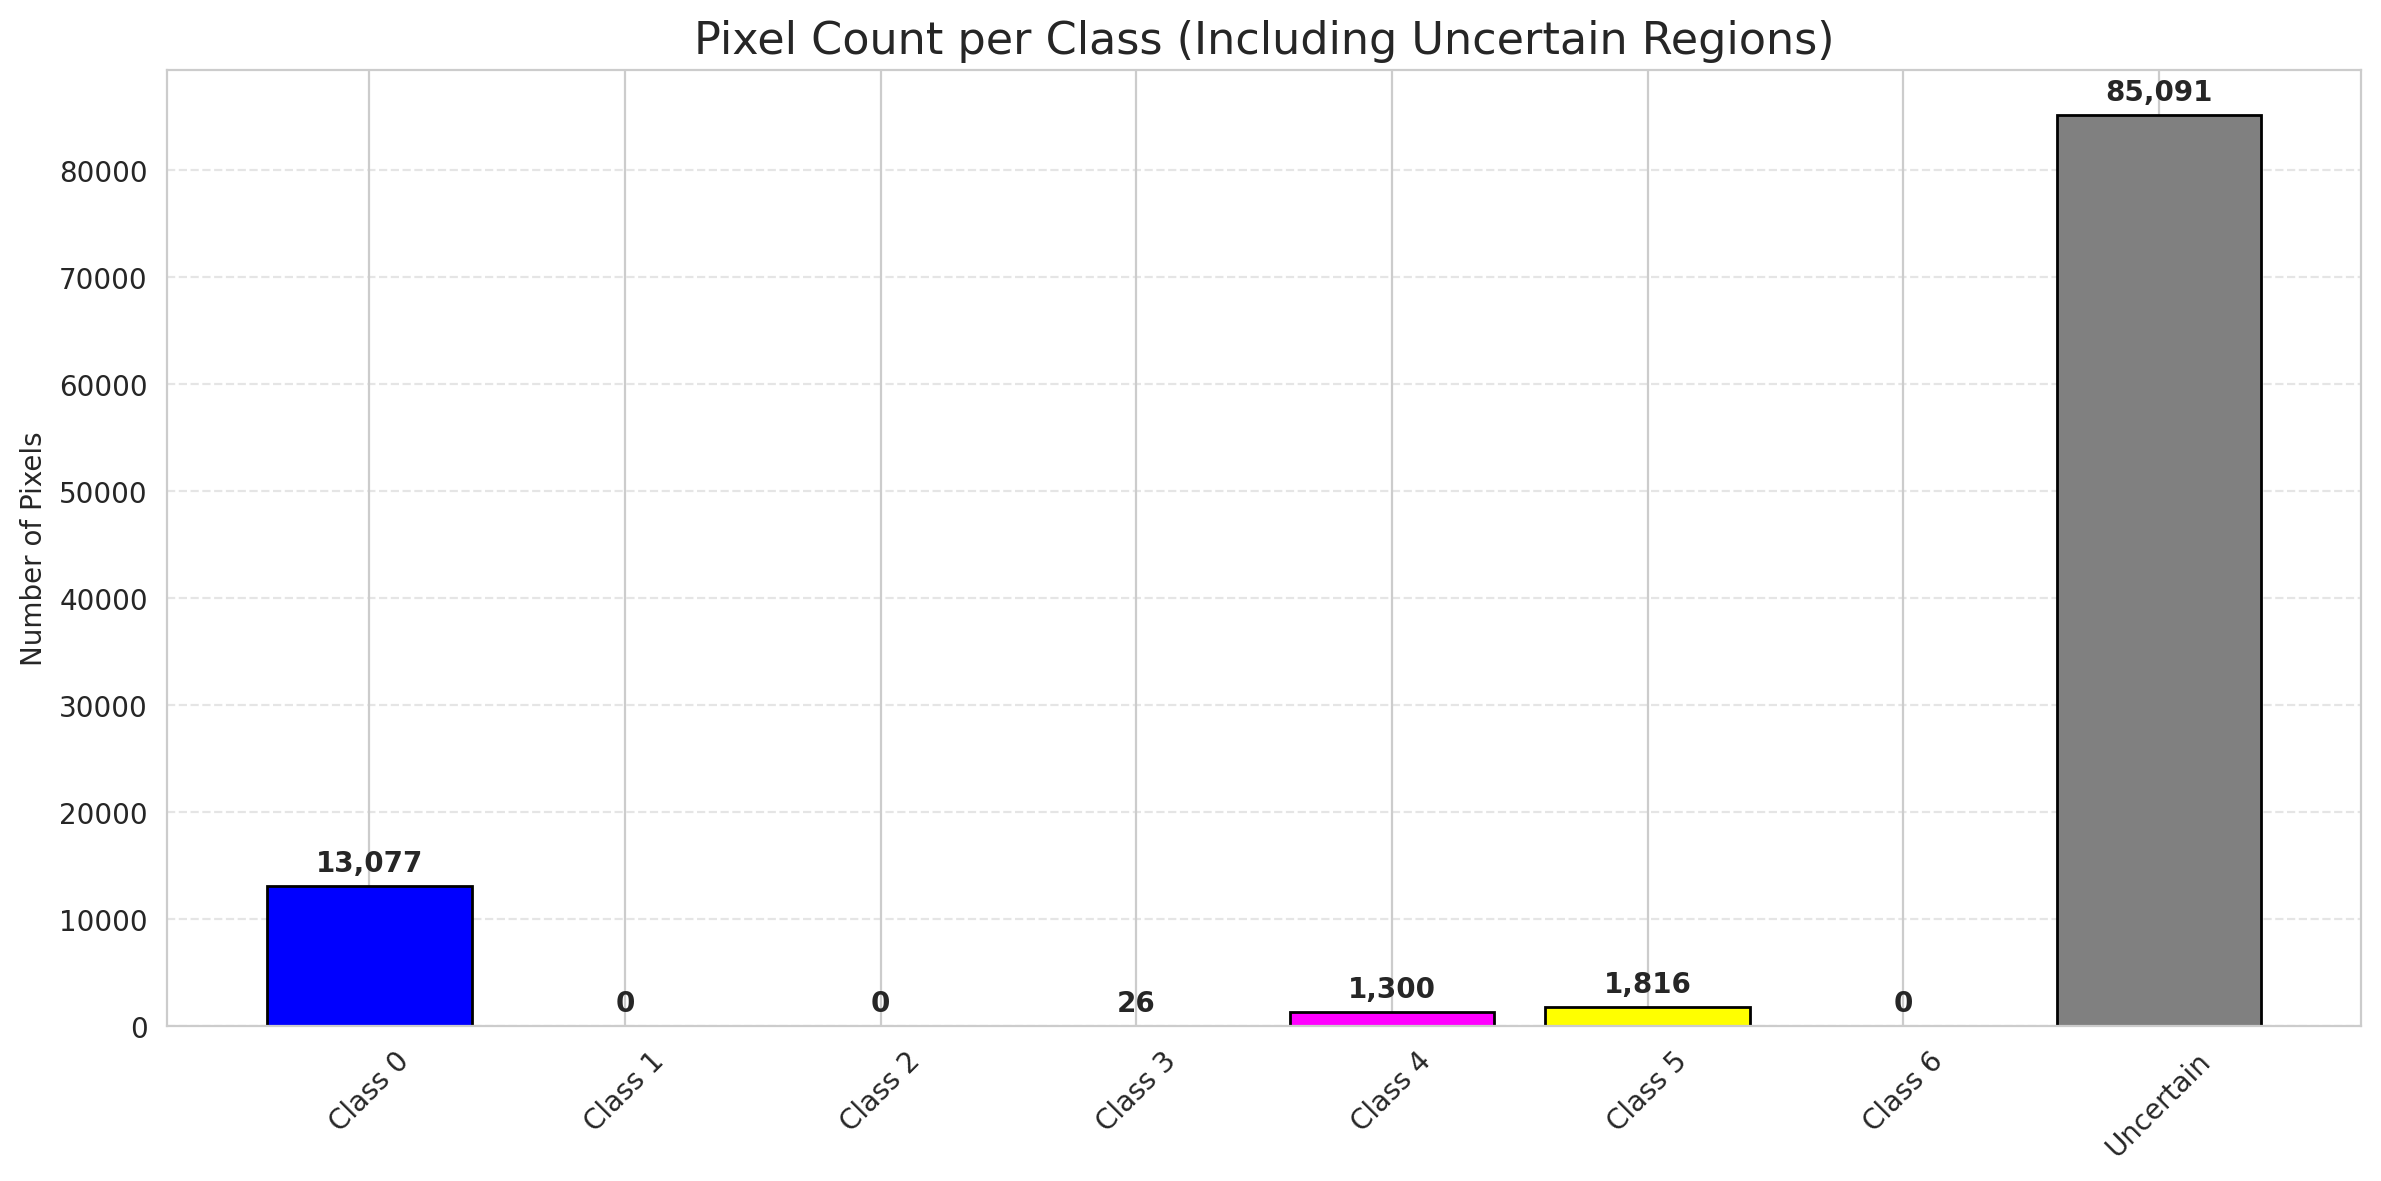 Pixel Count per Class (Including Uncertain Regions)
Number of Pixels
80000
70000
60000
50000
40000
30000
20000
10000
0
13,077
0
0
26
1,300
1,816
0
85,091
Class 0
Class 1
Class 2
Class 3
Class 4
Class 5
Class 6
Uncertain